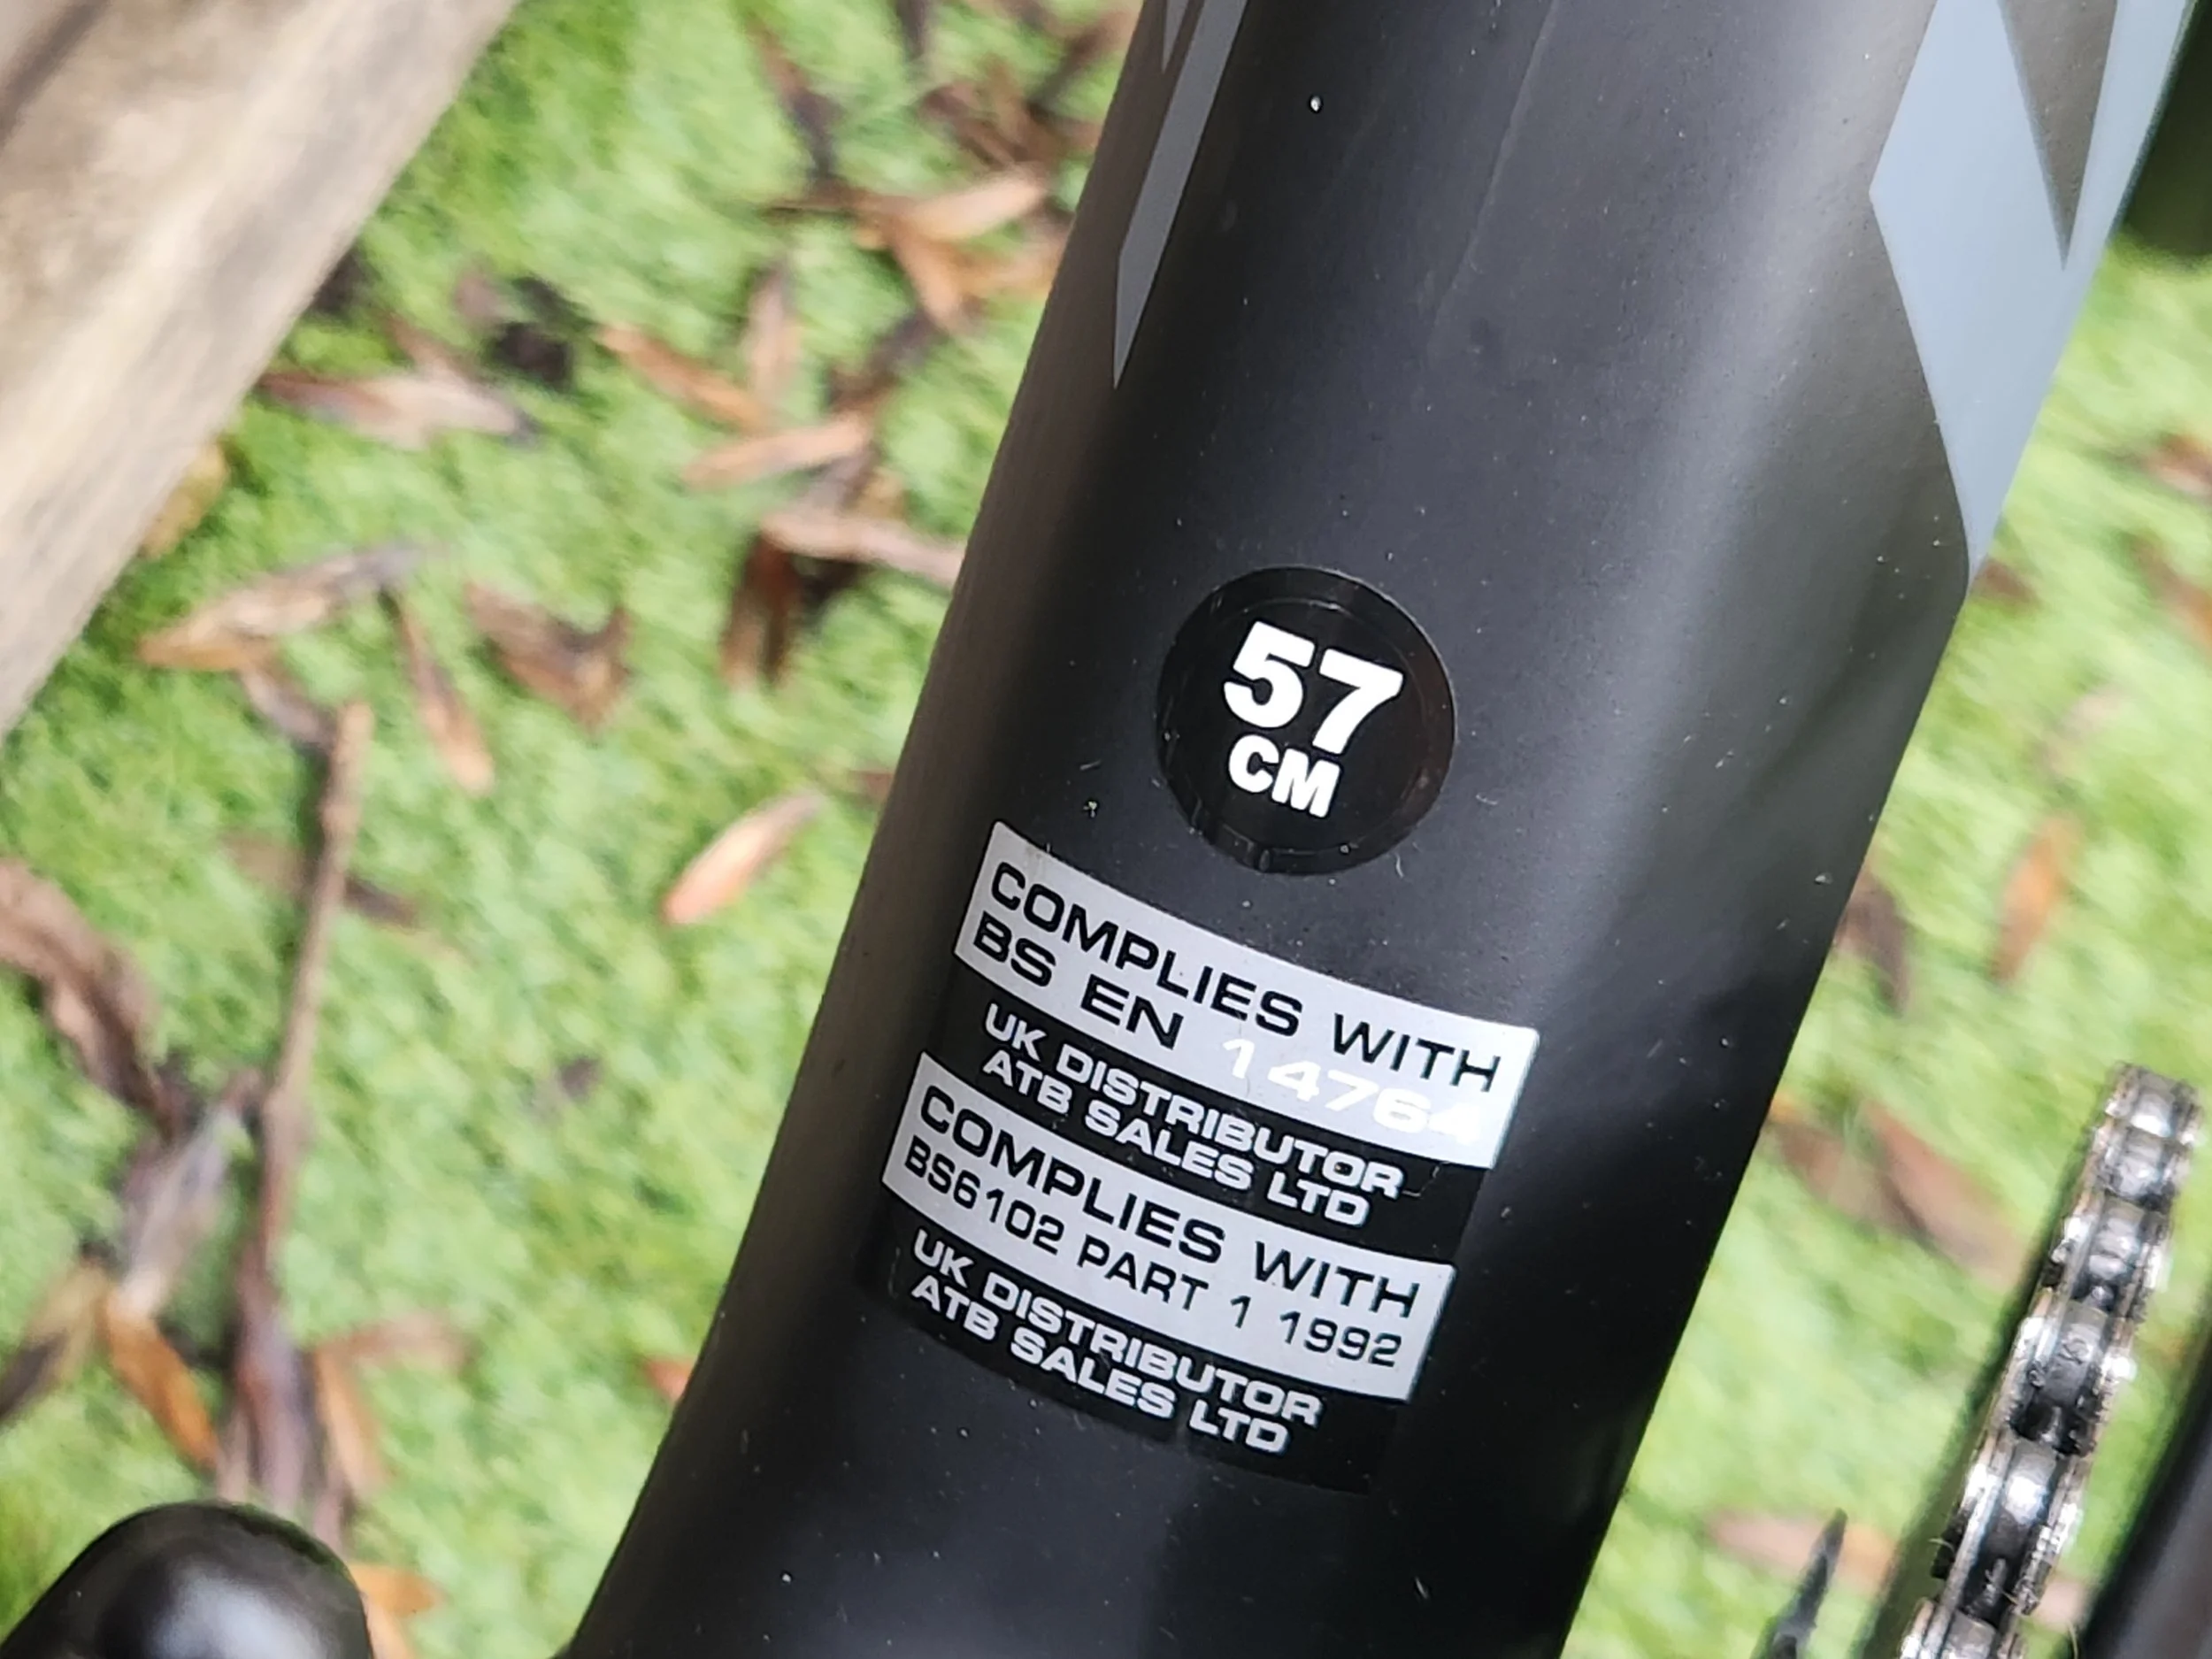 57
CM
COMPLIES WITH
BS EN 14764
UK DISTRIBUTOR
ATB SALES LTD
COMPLIES WITH
BS6102 PART 1 1992
UK DISTRIBUTOR
ATB SALES LTD